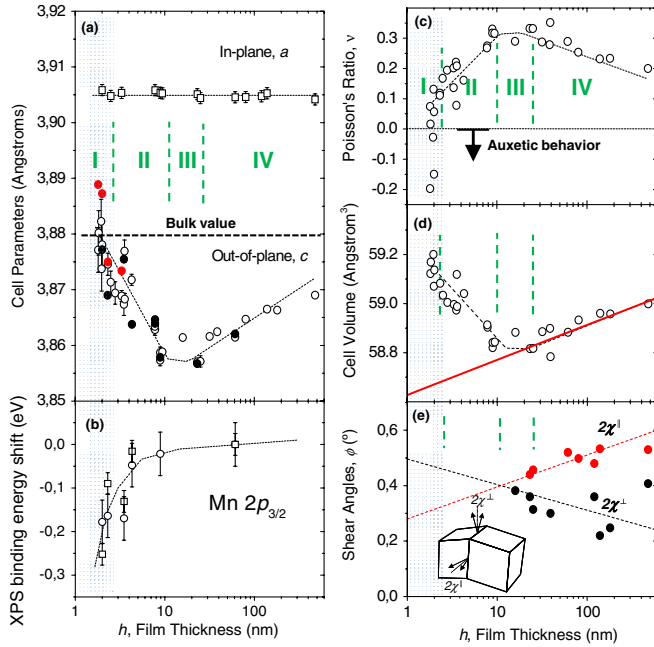 (a)
In-plane, a
I II III IV
Bulk value
Out-of-plane, c
3,93
3,92
3,91
3,90
3,89
3,88
3,87
3,86
3,85
Cell Parameters (Angstroms)
(b)
Mn 2p3/2
0,0
-0,1
-0,2
-0,3
XPS binding energy shift (eV)
1 10 100
h, Film Thickness (nm)
(c)
I II III IV
Auxetic behavior
0.3
0.2
0.1
0.0
-0.1
-0.2
Poisson's Ratio, ν
(d)
59.2
59.0
58.8
Cell Volume (Angstrom³)
(e)
2χ∥
2χ⊥
2χ⊥
2χ∥
0,6
0,4
0,2
0,0
Shear Angles, ϕ (°)
1 10 100
h, Film Thickness (nm)